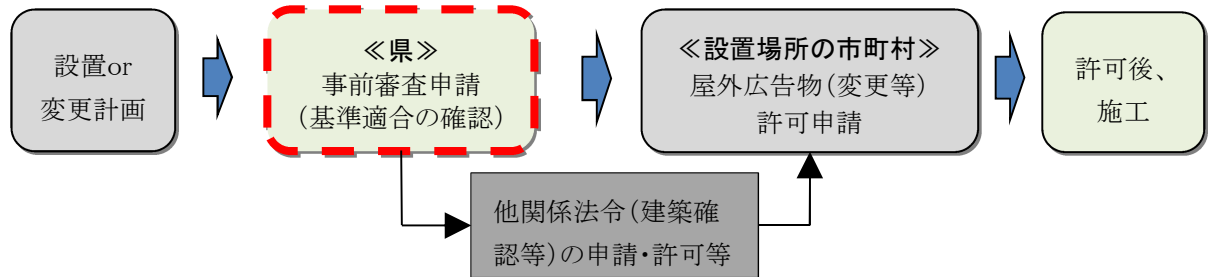 設置or
変更計画
≪県≫
事前審査申請
(基準適合の確認)
≪設置場所の市町村≫
屋外広告物(変更等)
許可申請
許可後、
施工
他関係法令(建築確
認等)の申請・許可等